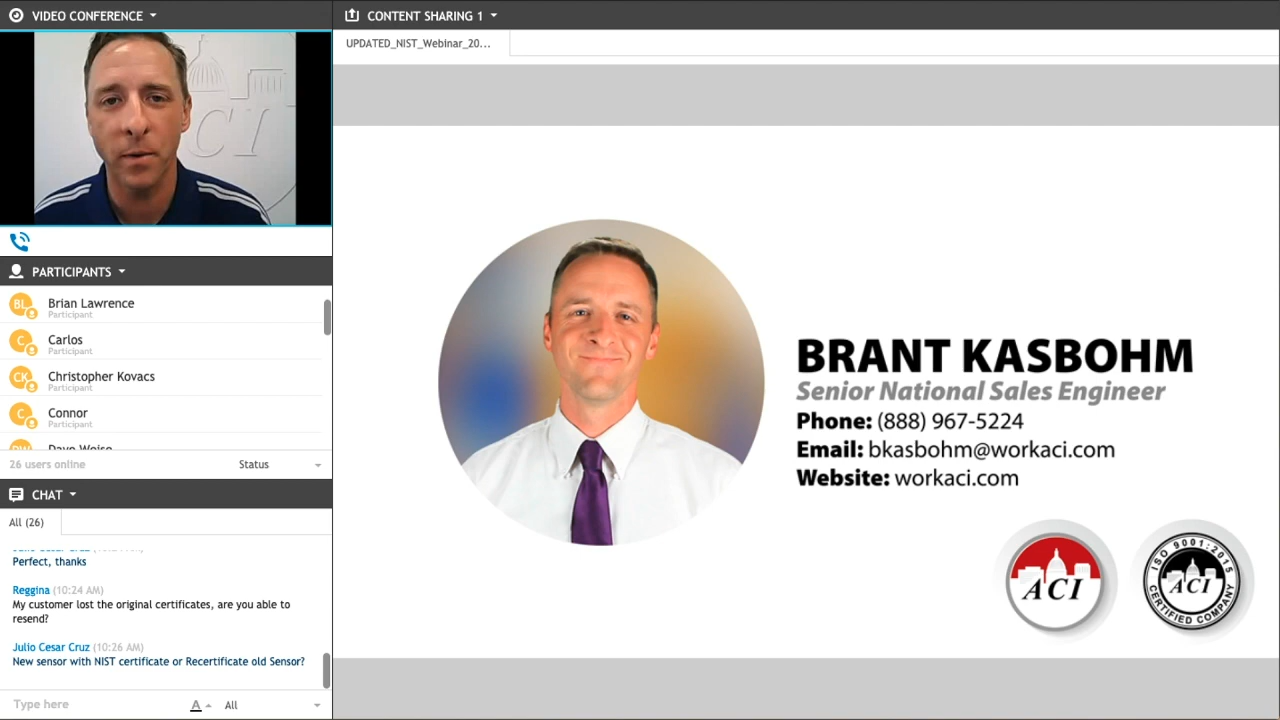 VIDEO CONFERENCE
CI
PARTICIPANTS
BL
Brian Lawrence
Participant
C
Carlos
Participant
CK
Christopher Kovacs
Participant
C
Connor
Participant
26 users online
Status
CHAT
All (26)
Perfect, thanks
Reggina (10:24 AM)
My customer lost the original certificates, are you able to
resend?
Julio Cesar Cruz (10:26 AM)
New sensor with NIST certificate or Recertificate old Sensor?
Type here
A
All
CONTENT SHARING 1
UPDATED_NIST_Webinar_20...
BRANT KASBOHM
Senior National Sales Engineer
Phone: (888) 967-5224
Email: bkasbohm@workaci.com
Website: workaci.com
ACI
ISO 9001:2015
ACI
CERTIFIED COMPANY